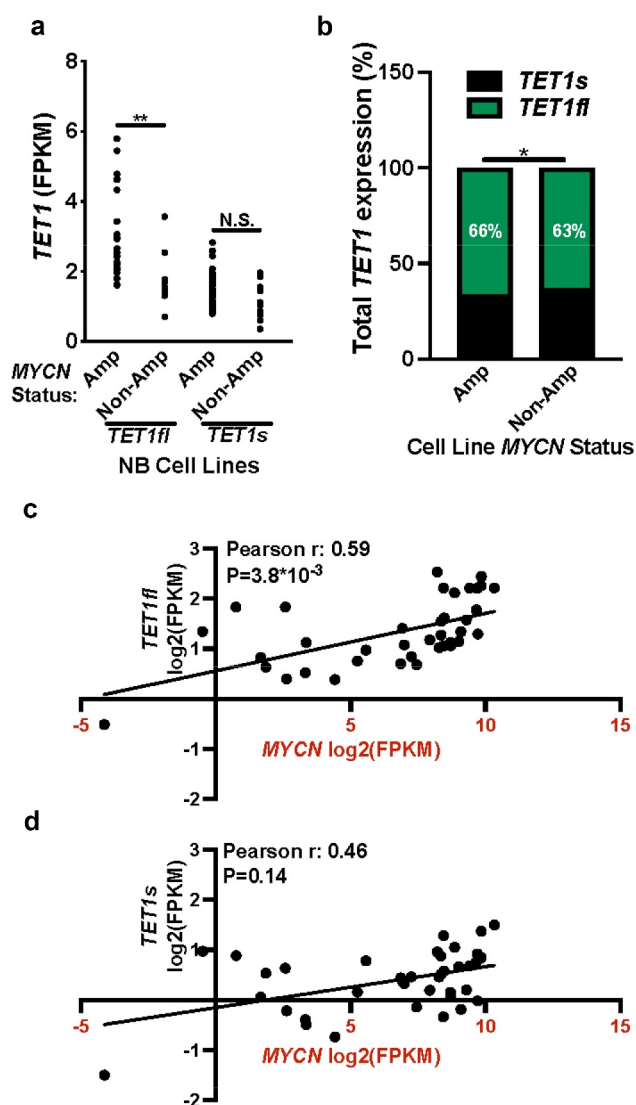 a
TET1 (FPKM)
8
6
4
2
0
**
N.S.
MYCN
Status:
Amp
Non-Amp
Amp
Non-Amp
TET1fl
TET1s
NB Cell Lines
b
Total TET1 expression (%)
150
100
50
0
TET1s
TET1fl
*
66%
63%
Amp
Non-Amp
Cell Line MYCN Status
c
TET1fl
log2(FPKM)
Pearson r: 0.59
P=3.8*10-3
3
2
1
-1
-2
-5
5
10
15
MYCN log2(FPKM)
d
TET1s
log2(FPKM)
Pearson r: 0.46
P=0.14
3
2
1
-1
-2
-5
5
10
15
MYCN log2(FPKM)